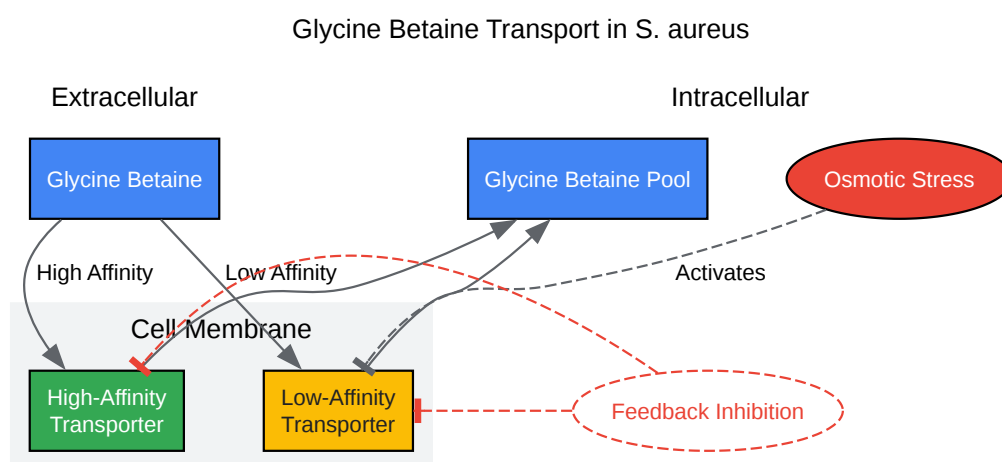 Glycine Betaine Transport in S. aureus
Extracellular
Intracellular
Glycine Betaine
Glycine Betaine Pool
Osmotic Stress
High Affinity
Low Affinity
Activates
Cell Membrane
High-Affinity
Transporter
Low-Affinity
Transporter
Feedback Inhibition